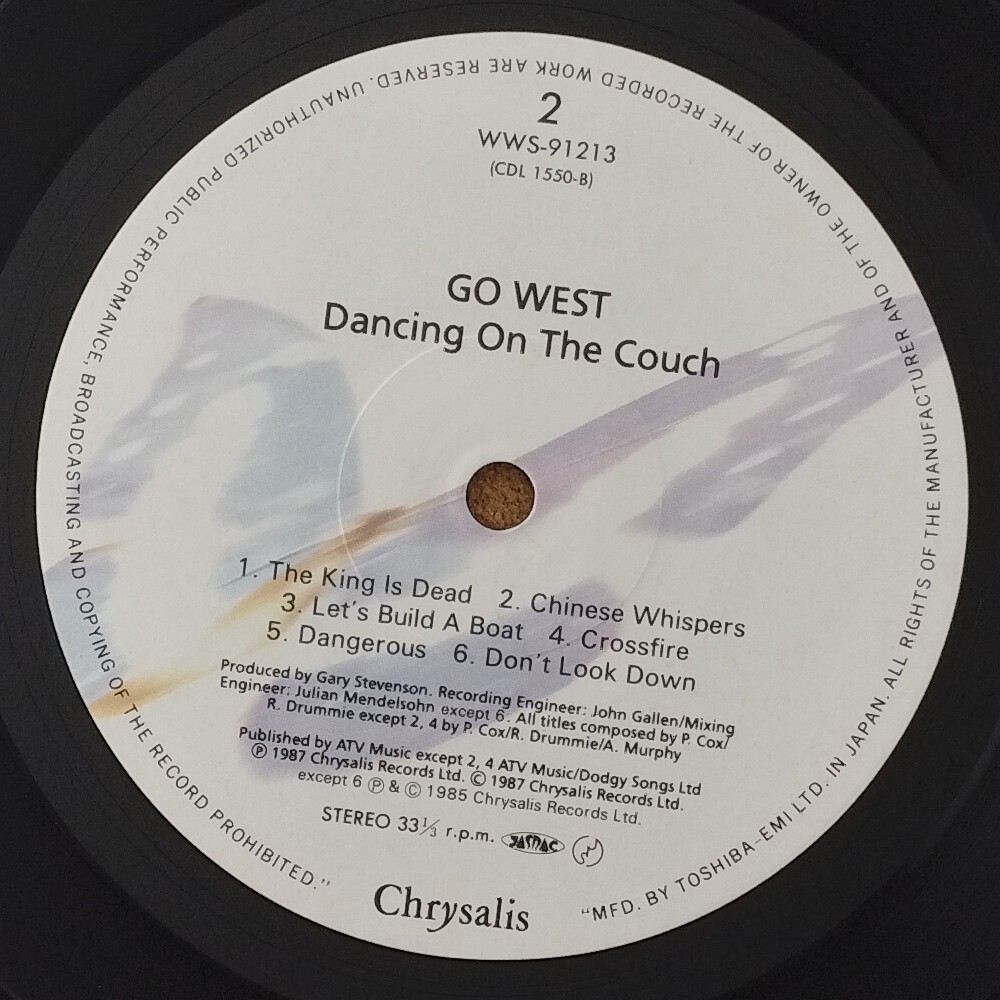 2
WWS-91213
(CDL 1550-B)
GO WEST
Dancing On The Couch
1. The King Is Dead 2. Chinese Whispers
3. Let's Build A Boat 4. Crossfire
5. Dangerous 6. Don't Look Down
Produced by Gary Stevenson. Recording Engineer: John Gallen/Mixing
Engineer: Julian Mendelsohn except 6. All titles composed by P. Cox/
R. Drummie except 2, 4 by P. Cox/R. Drummie/A. Murphy
Published by ATV Music except 2, 4 ATV Music/Dodgy Songs Ltd
Ⓟ 1987 Chrysalis Records Ltd. © 1987 Chrysalis Records Ltd.
except 6 Ⓟ & © 1985 Chrysalis Records Ltd.
STEREO 33⅓ r.p.m. JASRAC
Chrysalis
"MFD. BY TOSHIBA-EMI LTD. IN JAPAN. ALL RIGHTS OF THE MANUFACTURER AND OF THE OWNER OF THE RECORDED WORK ARE RESERVED. UNAUTHORIZED PUBLIC PERFORMANCE, BROADCASTING AND COPYING OF THE RECORD PROHIBITED."